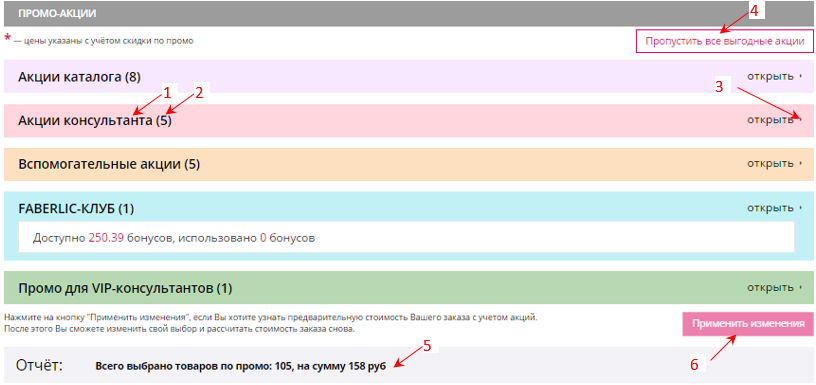 ПРОМО-АКЦИИ
4
* — цены указаны с учётом скидки по промо
Пропустить все выгодные акции
Акции каталога (8) открыть ›
1 2 3
Акции консультанта (5) открыть ›
Вспомогательные акции (5) открыть ›
FABERLIC-КЛУБ (1) открыть ›
Доступно 250.39 бонусов, использовано 0 бонусов
Промо для VIP-консультантов (1) открыть ›
Нажмите на кнопку "Применить изменения", если Вы хотите узнать предварительную стоимость Вашего заказа с учетом акций.
После этого Вы сможете изменить свой выбор и рассчитать стоимость заказа снова.
Применить изменения
5
Отчёт: Всего выбрано товаров по промо: 105, на сумму 158 руб
6